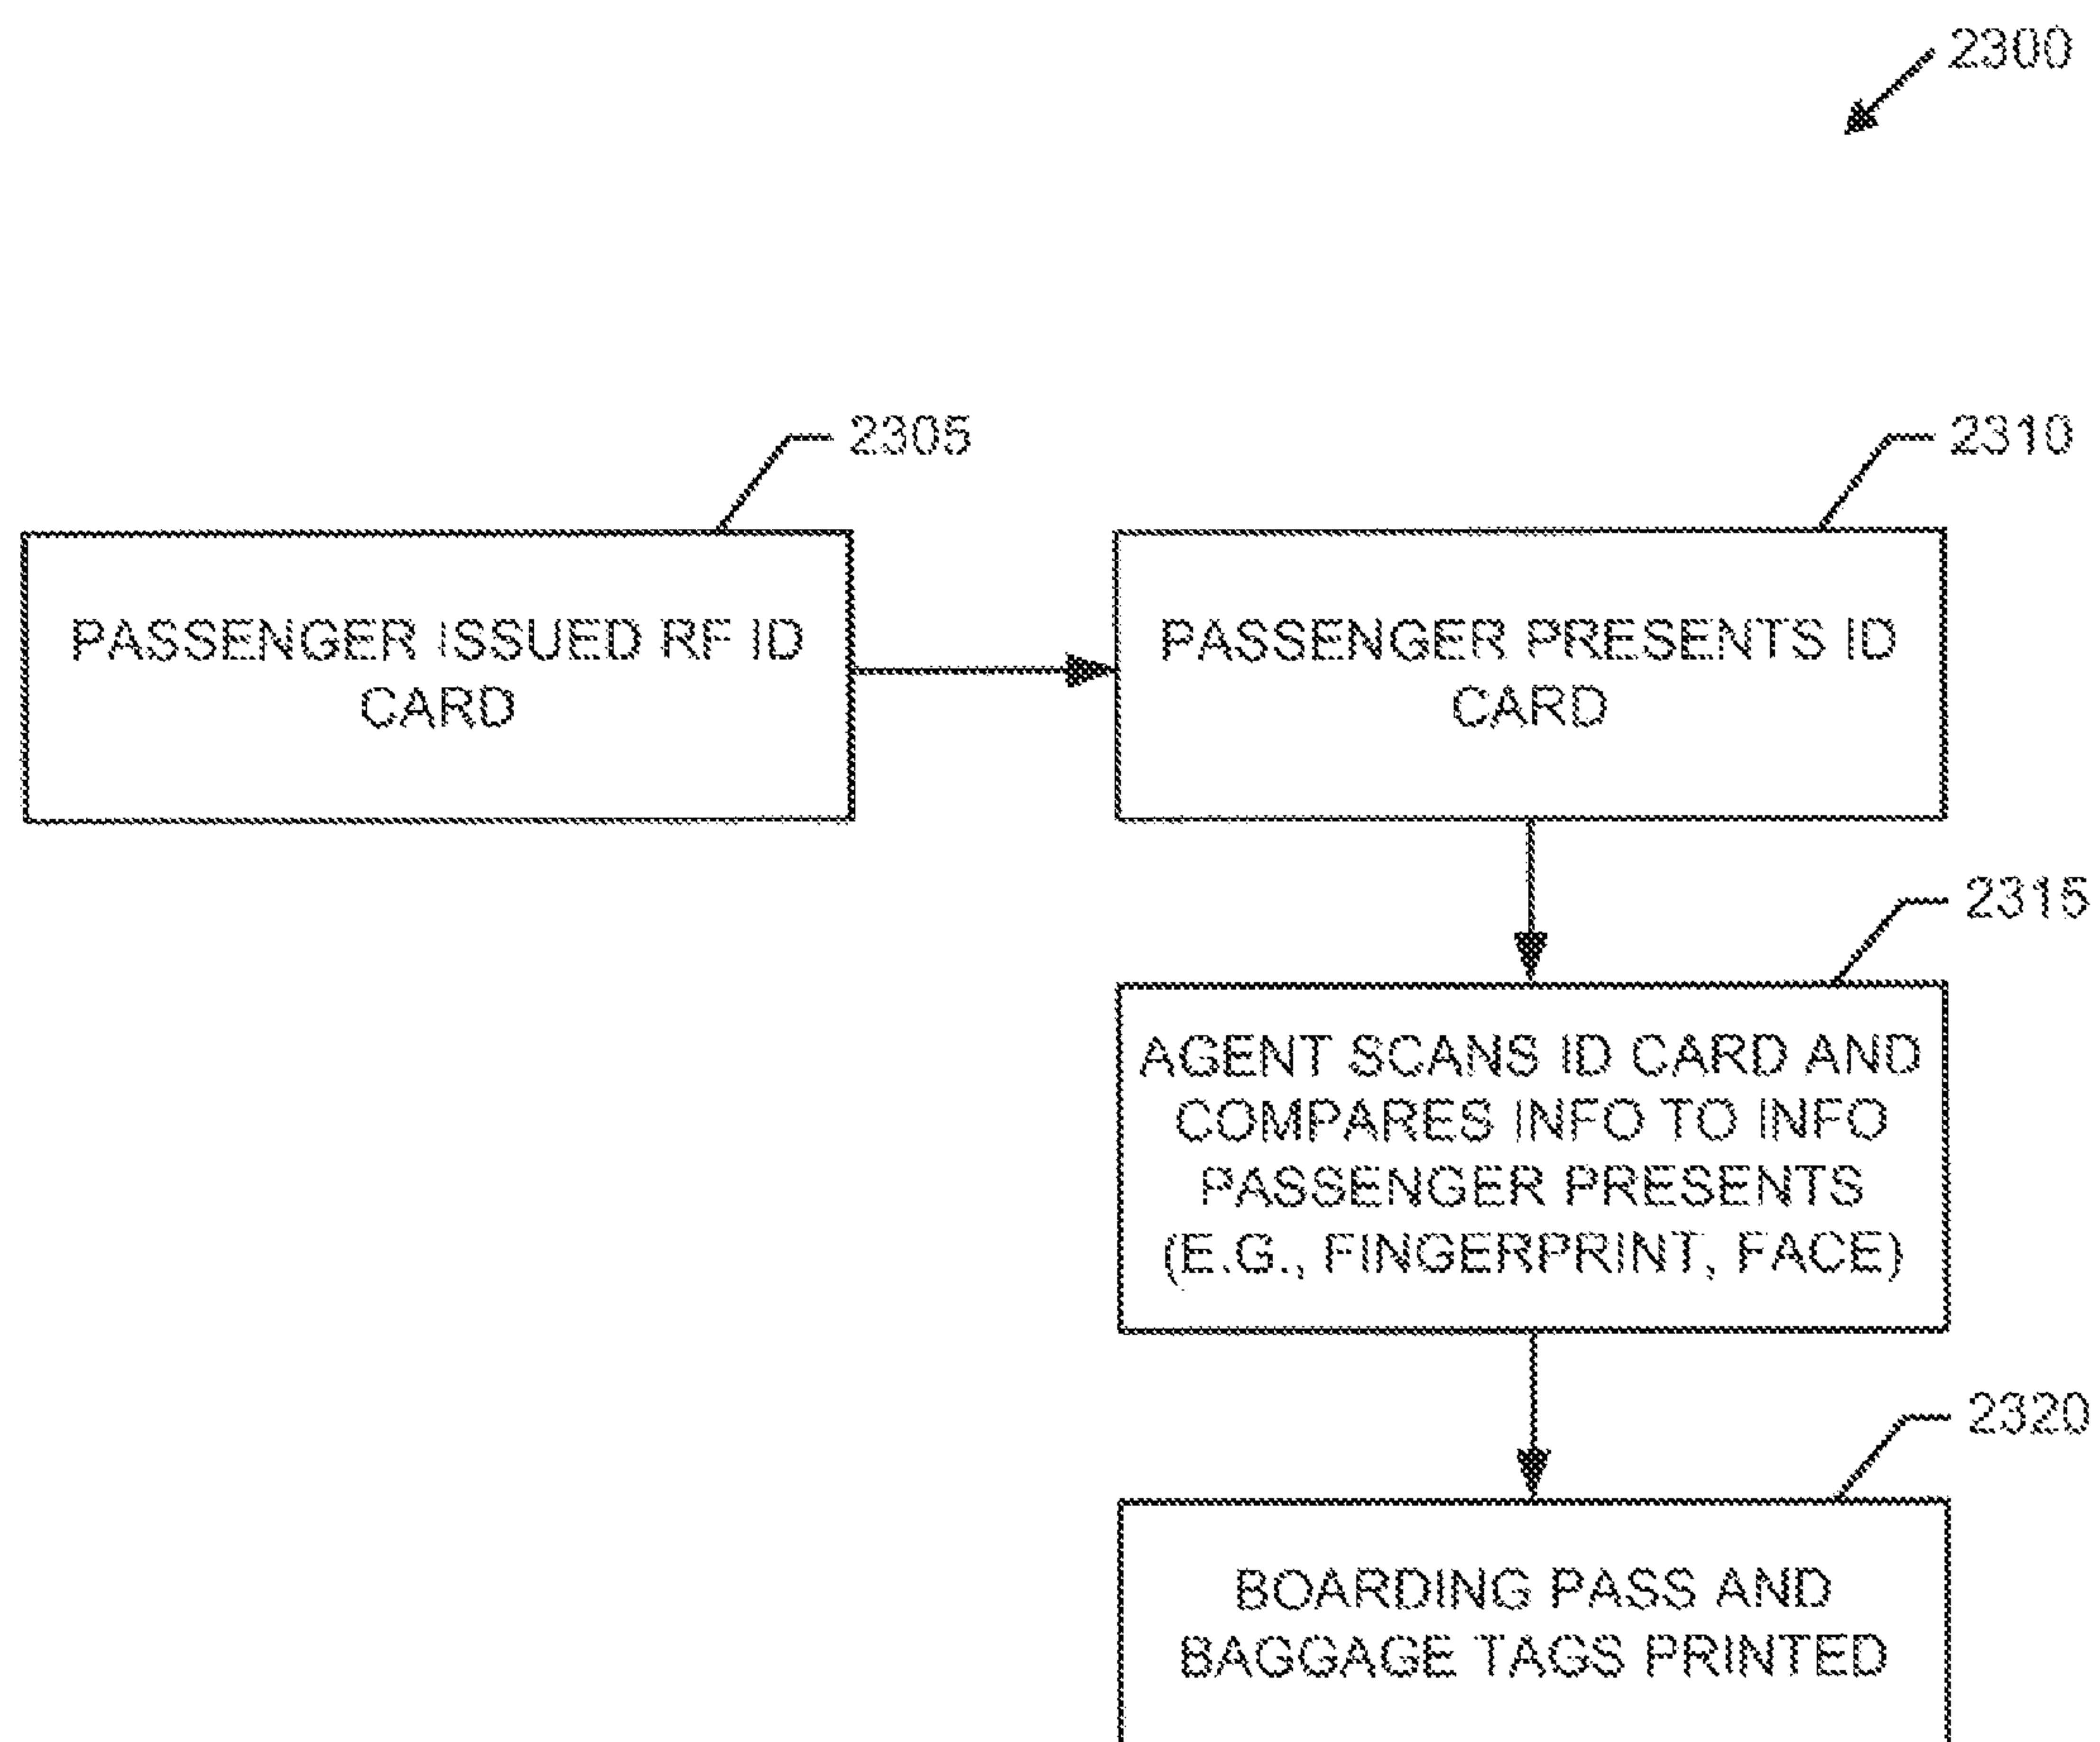 2300
2305
2310
PASSENGER ISSUED RF ID
CARD
PASSENGER PRESENTS ID
CARD
2315
AGENT SCANS ID CARD AND
COMPARES INFO TO INFO
PASSENGER PRESENTS
(E.G., FINGERPRINT, FACE)
2320
BOARDING PASS AND
BAGGAGE TAGS PRINTED